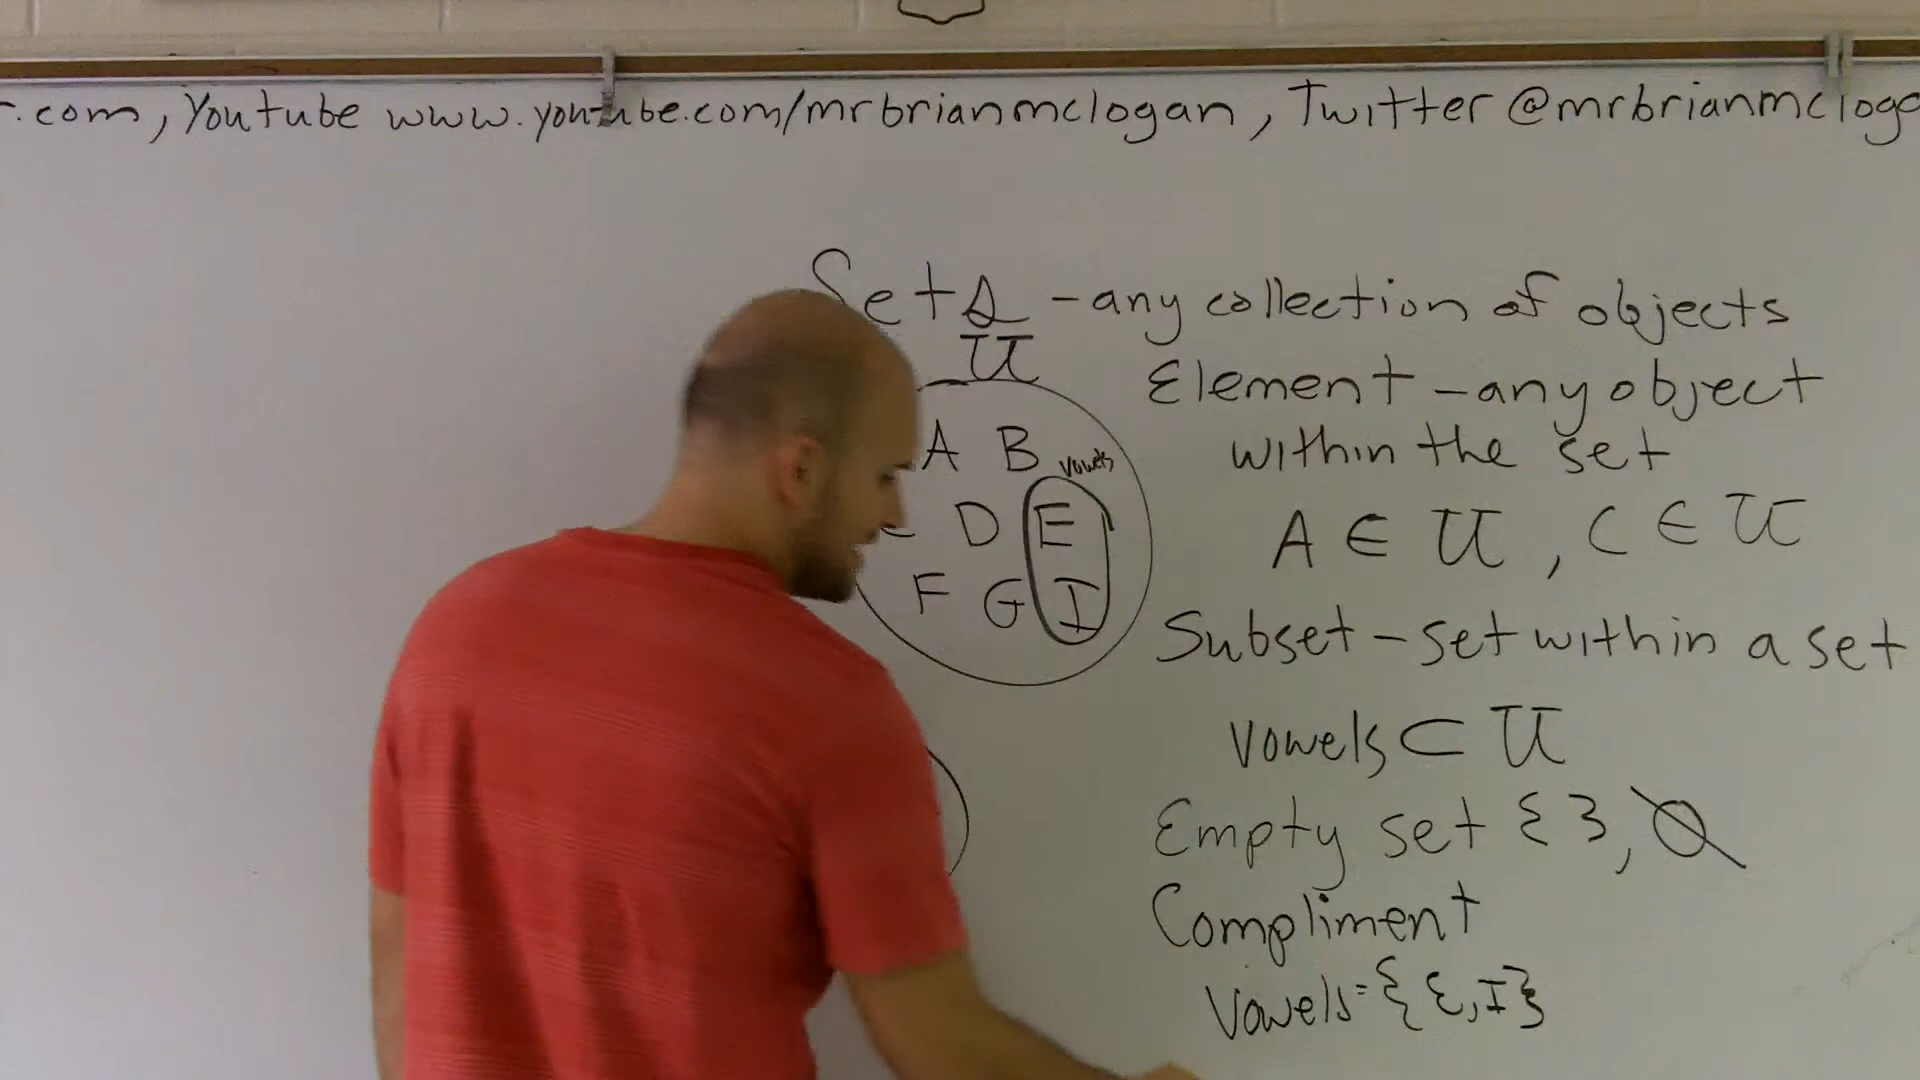 .com, Youtube www.youtube.com/mrbrianmclogan, Twitter @mrbrianmcloga
Set - any collection of objects
U
Element - any object
within the set
A B vowels
D E
F G I
A ∈ U, C ∈ U
Subset - set within a set
Vowels ⊂ U
Empty set { }, Ø
Compliment
Vowels = { E, I }